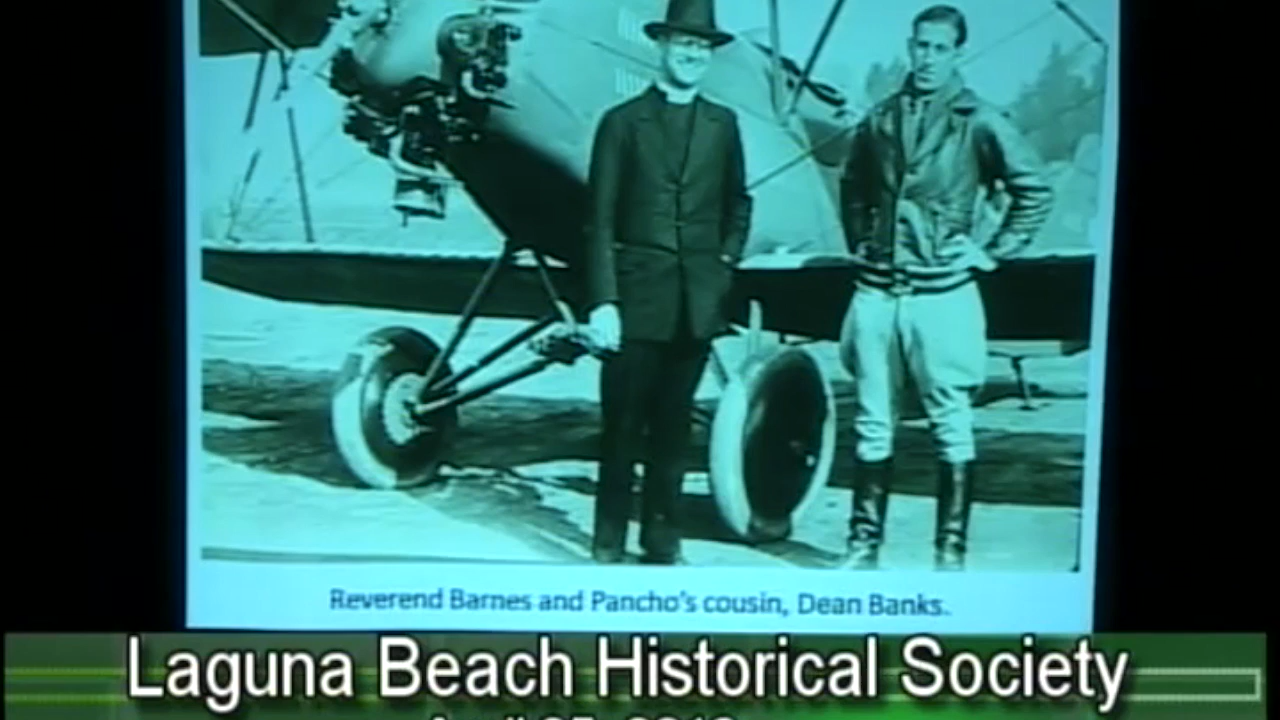 Reverend Barnes and Pancho's cousin, Dean Banks.
Laguna Beach Historical Society